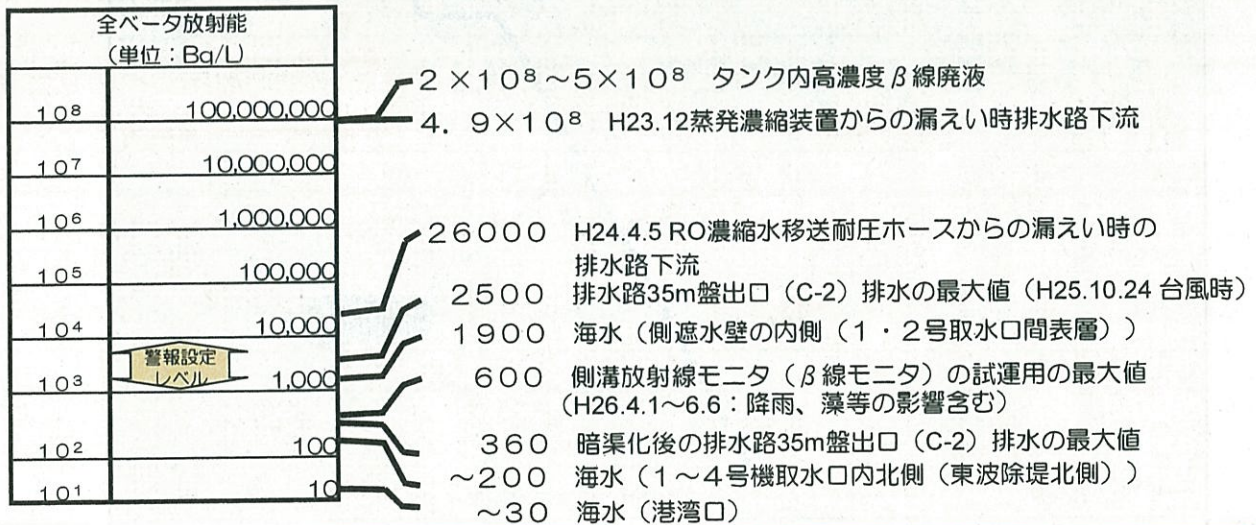 全ベータ放射能
(単位：Bq/L)
2×10⁸～5×10⁸ タンク内高濃度β線廃液
10⁸ 100,000,000
4．9×10⁸ H23.12蒸発濃縮装置からの漏えい時排水路下流
10⁷ 10,000,000
10⁶ 1,000,000
26000 H24.4.5 RO濃縮水移送耐圧ホースからの漏えい時の
排水路下流
10⁵ 100,000
2500 排水路35m盤出口（C-2）排水の最大値（H25.10.24 台風時）
10⁴ 10,000
1900 海水（側遮水壁の内側（1・2号取水口間表層））
警報設定
レベル
10³ 1,000
600 側溝放射線モニタ（β線モニタ）の試運用の最大値
（H26.4.1～6.6：降雨、藻等の影響含む）
10² 100
360 暗渠化後の排水路35m盤出口（C-2）排水の最大値
～200 海水（1～4号機取水口内北側（東波除堤北側））
10¹ 10
～30 海水（港湾口）